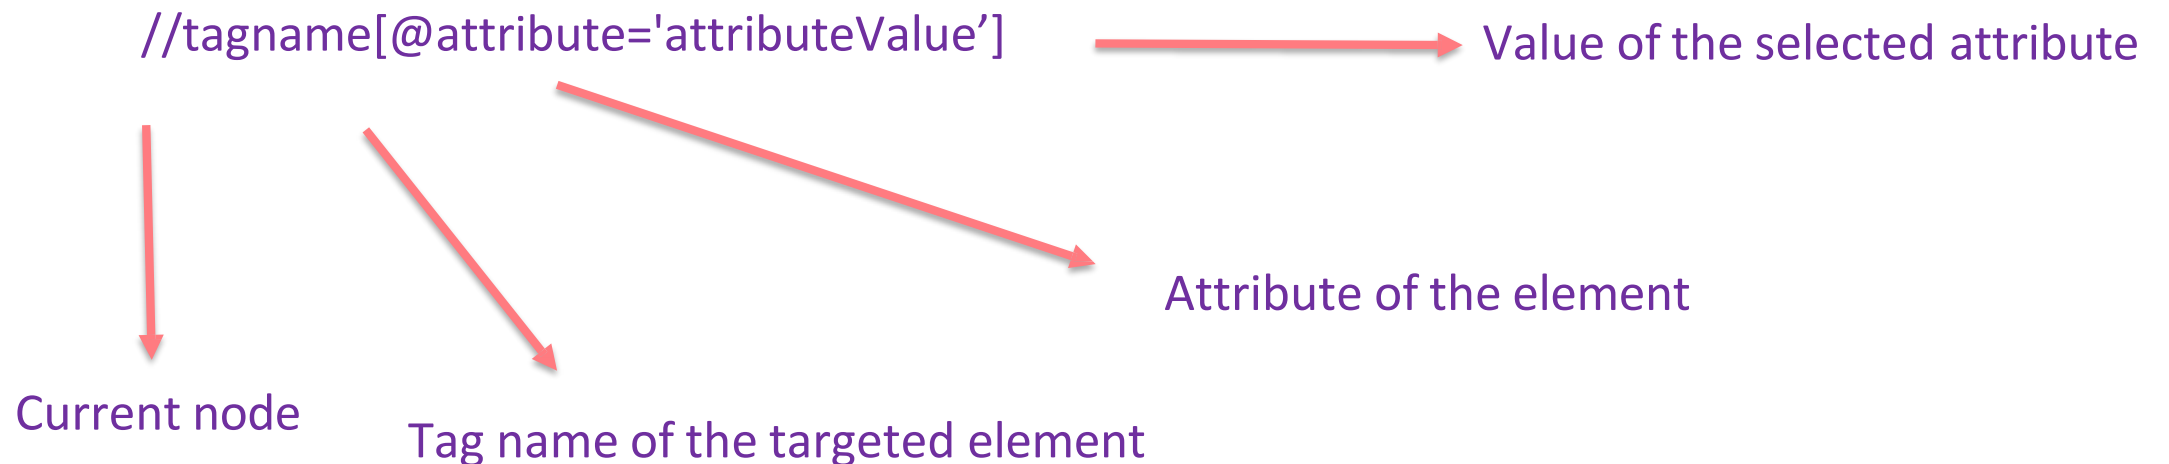 //tagname[@attribute='attributeValue’]
Value of the selected attribute
Attribute of the element
Current node
Tag name of the targeted element